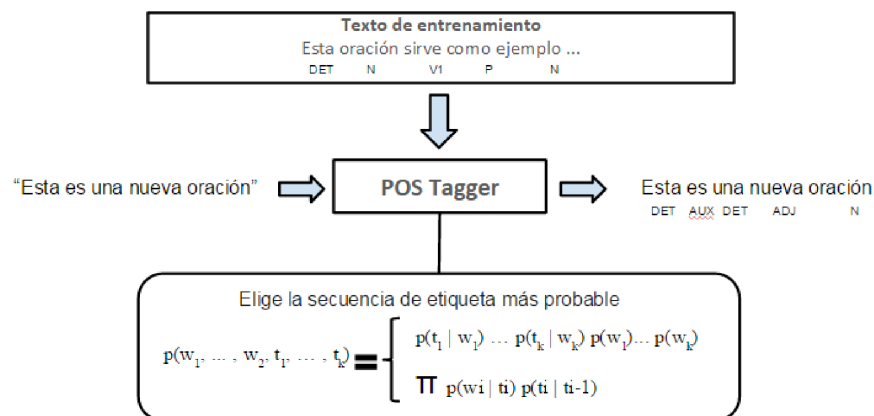 Texto de entrenamiento
Esta oración sirve como ejemplo ...
DET N V1 P N
“Esta es una nueva oración”
POS Tagger
Esta es una nueva oración
DET AUX DET ADJ N
Elige la secuencia de etiqueta más probable
p(w1, ... , w2, t1, ... , tk) = {
p(t1 | w1) ... p(tk | wk) p(w1)... p(wk)
π p(wi | ti) p(ti | ti-1)